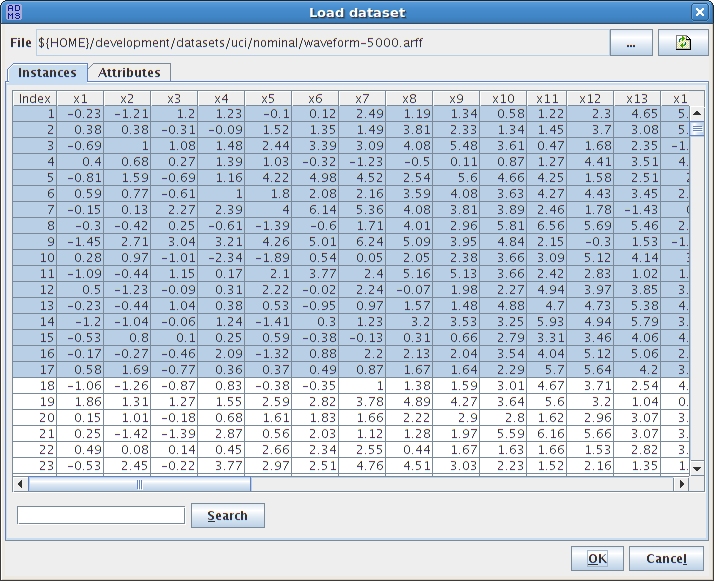 AD
MS
Load dataset
File ${HOME}/development/datasets/uci/nominal/waveform-5000.arff ...
Instances Attributes
Index x1 x2 x3 x4 x5 x6 x7 x8 x9 x10 x11 x12 x13 x1
1 -0.23 -1.21 1.2 1.23 -0.1 0.12 2.49 1.19 1.34 0.58 1.22 2.3 4.65 5.
2 0.38 0.38 -0.31 -0.09 1.52 1.35 1.49 3.81 2.33 1.34 1.45 3.7 3.08 5.
3 -0.69 1 1.08 1.48 2.44 3.39 3.09 4.08 5.48 3.61 0.47 1.68 2.35 -1.
4 0.4 0.68 0.27 1.39 1.03 -0.32 -1.23 -0.5 0.11 0.87 1.27 4.41 3.51 4.
5 -0.81 1.59 -0.69 1.16 4.22 4.98 4.52 2.54 5.6 4.66 4.25 1.58 2.51 2
6 0.59 0.77 -0.61 1 1.8 2.08 2.16 3.59 4.08 3.63 4.27 4.43 3.45 2.
7 -0.15 0.13 2.27 2.39 4 6.14 5.36 4.08 3.81 3.89 2.46 1.78 -1.43 0
8 -0.3 -0.42 0.25 -0.61 -1.39 -0.6 1.71 4.01 2.96 5.81 6.56 5.69 5.46 2.
9 -1.45 2.71 3.04 3.21 4.26 5.01 6.24 5.09 3.95 4.84 2.15 -0.3 1.53 -1.
10 0.28 0.97 -1.01 -2.34 -1.89 0.54 0.05 2.05 2.38 3.66 3.09 5.12 4.14 3
11 -1.09 -0.44 1.15 0.17 2.1 3.77 2.4 5.16 5.13 3.66 2.42 2.83 1.02 1.
12 0.5 -1.23 -0.09 0.31 2.22 -0.02 2.24 -0.07 1.98 2.27 4.94 3.97 3.85 3.
13 -0.23 -0.44 1.04 0.38 0.53 -0.95 0.97 1.57 1.48 4.88 4.7 4.73 5.38 4.
14 -1.2 -1.04 -0.06 1.24 -1.41 0.3 1.23 3.2 3.53 3.25 5.93 4.94 5.79 3.
15 -0.53 0.8 0.1 0.25 0.59 -0.38 -0.13 0.31 0.66 2.79 3.31 3.46 4.06 4.
16 -0.17 -0.27 -0.46 2.09 -1.32 0.88 2.2 2.13 2.04 3.54 4.04 5.12 5.06 2.
17 0.58 1.69 -0.77 0.36 0.37 0.49 0.87 1.67 1.64 2.29 5.7 5.64 4.2 3.
18 -1.06 -1.26 -0.87 0.83 -0.38 -0.35 1 1.38 1.59 3.01 4.67 3.71 2.54 4.
19 1.86 1.31 1.27 1.55 2.59 2.82 3.78 4.89 4.27 3.64 5.6 3.2 1.04 0.
20 0.15 1.01 -0.18 0.68 1.61 1.83 1.66 2.22 2.9 2.8 1.62 2.96 3.07 3.
21 0.25 -1.42 -1.39 2.87 0.56 2.03 1.12 1.28 1.97 5.59 6.16 5.66 3.07 3.
22 0.49 0.08 0.14 0.45 2.66 2.34 2.55 0.44 1.67 1.63 1.66 1.53 2.82 3.
23 -0.53 2.45 -0.22 3.77 2.97 2.51 4.76 4.51 3.03 2.23 1.52 2.16 1.35 1.
Search
OK Cancel